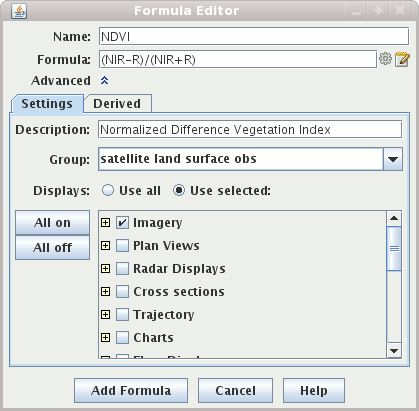 Formula Editor
Name: NDVI
Formula: (NIR-R)/(NIR+R)
Advanced
Settings Derived
Description: Normalized Difference Vegetation Index
Group: satellite land surface obs
Displays: Use all Use selected:
All on
All off
Imagery
Plan Views
Radar Displays
Cross sections
Trajectory
Charts
Add Formula Cancel Help